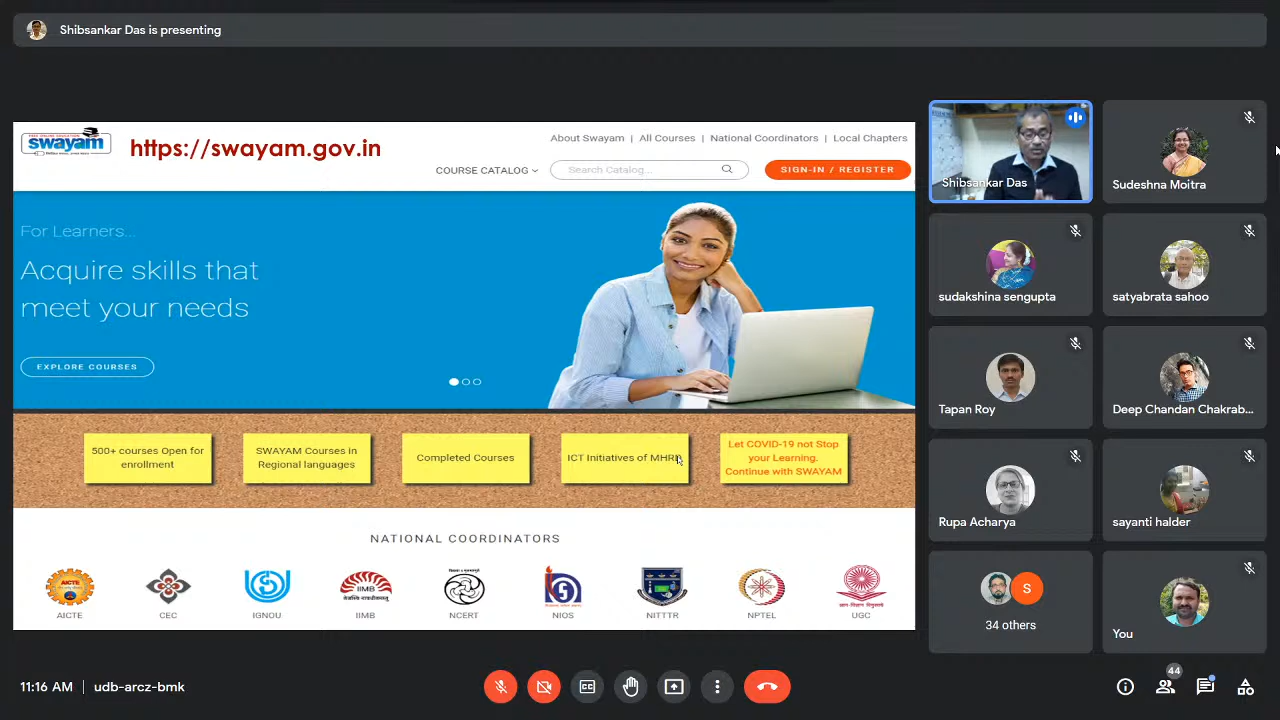 Shibsankar Das is presenting
FREE ONLINE EDUCATION
swayam
https://swayam.gov.in
About Swayam | All Courses | National Coordinators | Local Chapters
COURSE CATALOG
Search Catalog...
SIGN-IN / REGISTER
For Learners...
Acquire skills that
meet your needs
EXPLORE COURSES
500+ courses Open for
enrollment
SWAYAM Courses in
Regional languages
Completed Courses
ICT Initiatives of MHRD
Let COVID-19 not Stop
your Learning.
Continue with SWAYAM
NATIONAL COORDINATORS
AICTE
CEC
IGNOU
IIMB
NCERT
NIOS
NITTTR
NPTEL
UGC
Shibsankar Das
Sudeshna Moitra
sudakshina sengupta
satyabrata sahoo
Tapan Roy
Deep Chandan Chakrab...
Rupa Acharya
sayanti halder
S
34 others
You
11:16 AM | udb-arcz-bmk
44